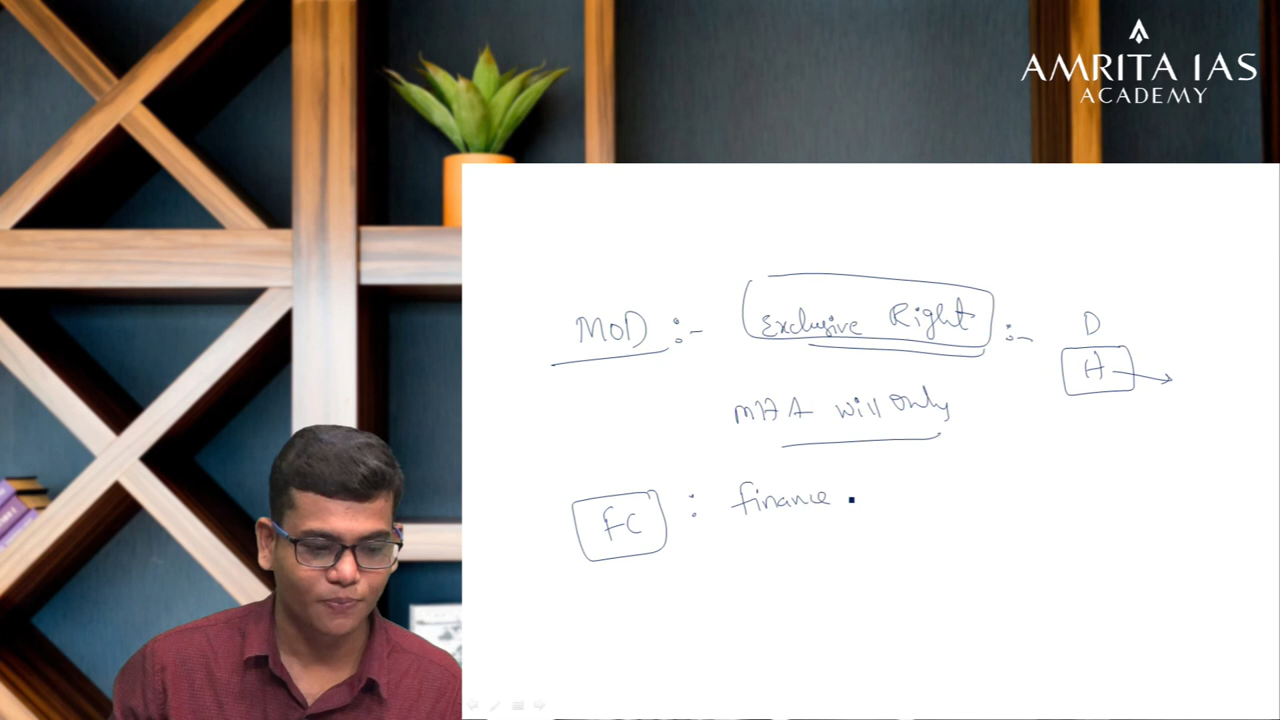 AMRITA IAS
ACADEMY
MOD :- Exclusive Right :- D
H →
MHA will only
FC : finance